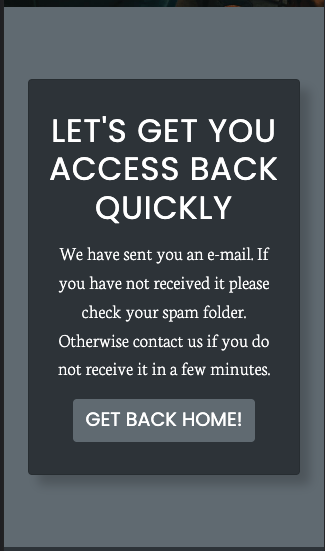 LET'S GET YOU
ACCESS BACK
QUICKLY
We have sent you an e-mail. If
you have not received it please
check your spam folder.
Otherwise contact us if you do
not receive it in a few minutes.
GET BACK HOME!